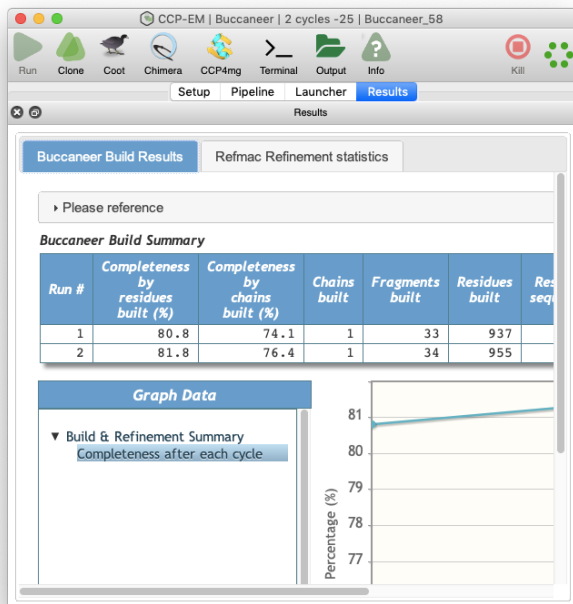 CCP-EM | Buccaneer | 2 cycles -25 | Buccaneer_58
Run Clone Coot Chimera CCP4mg Terminal Output Info Kill
Setup Pipeline Launcher Results
Results
Buccaneer Build Results Refmac Refinement statistics
Please reference
Buccaneer Build Summary
Run # Completeness by residues built (%) Completeness by chains built (%) Chains built Fragments built Residues built
1 80.8 74.1 1 33 937
2 81.8 76.4 1 34 955
Graph Data
▼ Build & Refinement Summary
Completeness after each cycle
81
80
79
78
77
Percentage (%)